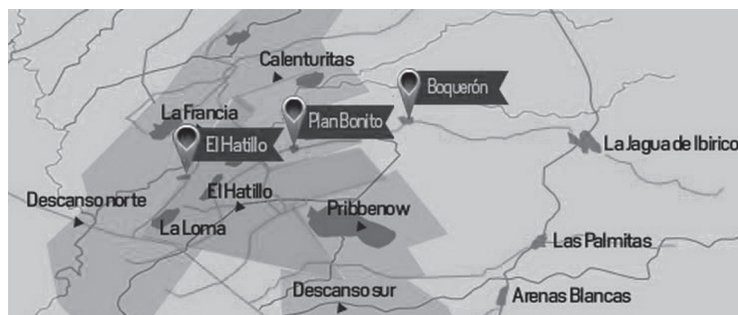 Calenturitas
Boquerón
La Francia
Plan Bonito
El Hatillo
La Jagua de Ibirico
Descanso norte
El Hatillo
Pribbenow
La Loma
Las Palmitas
Descanso sur
Arenas Blancas